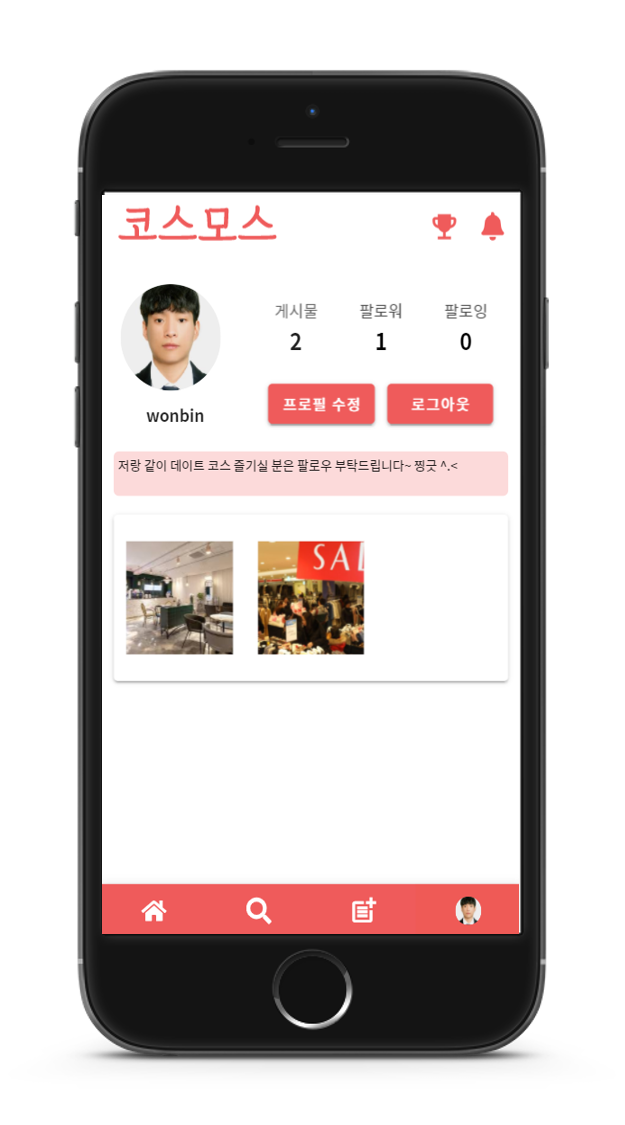 코스모스
게시물 팔로워 팔로잉
2 1 0
wonbin
프로필 수정 로그아웃
저랑 같이 데이트 코스 즐기실 분은 팔로우 부탁드립니다~ 찡긋 ^.<
SAL